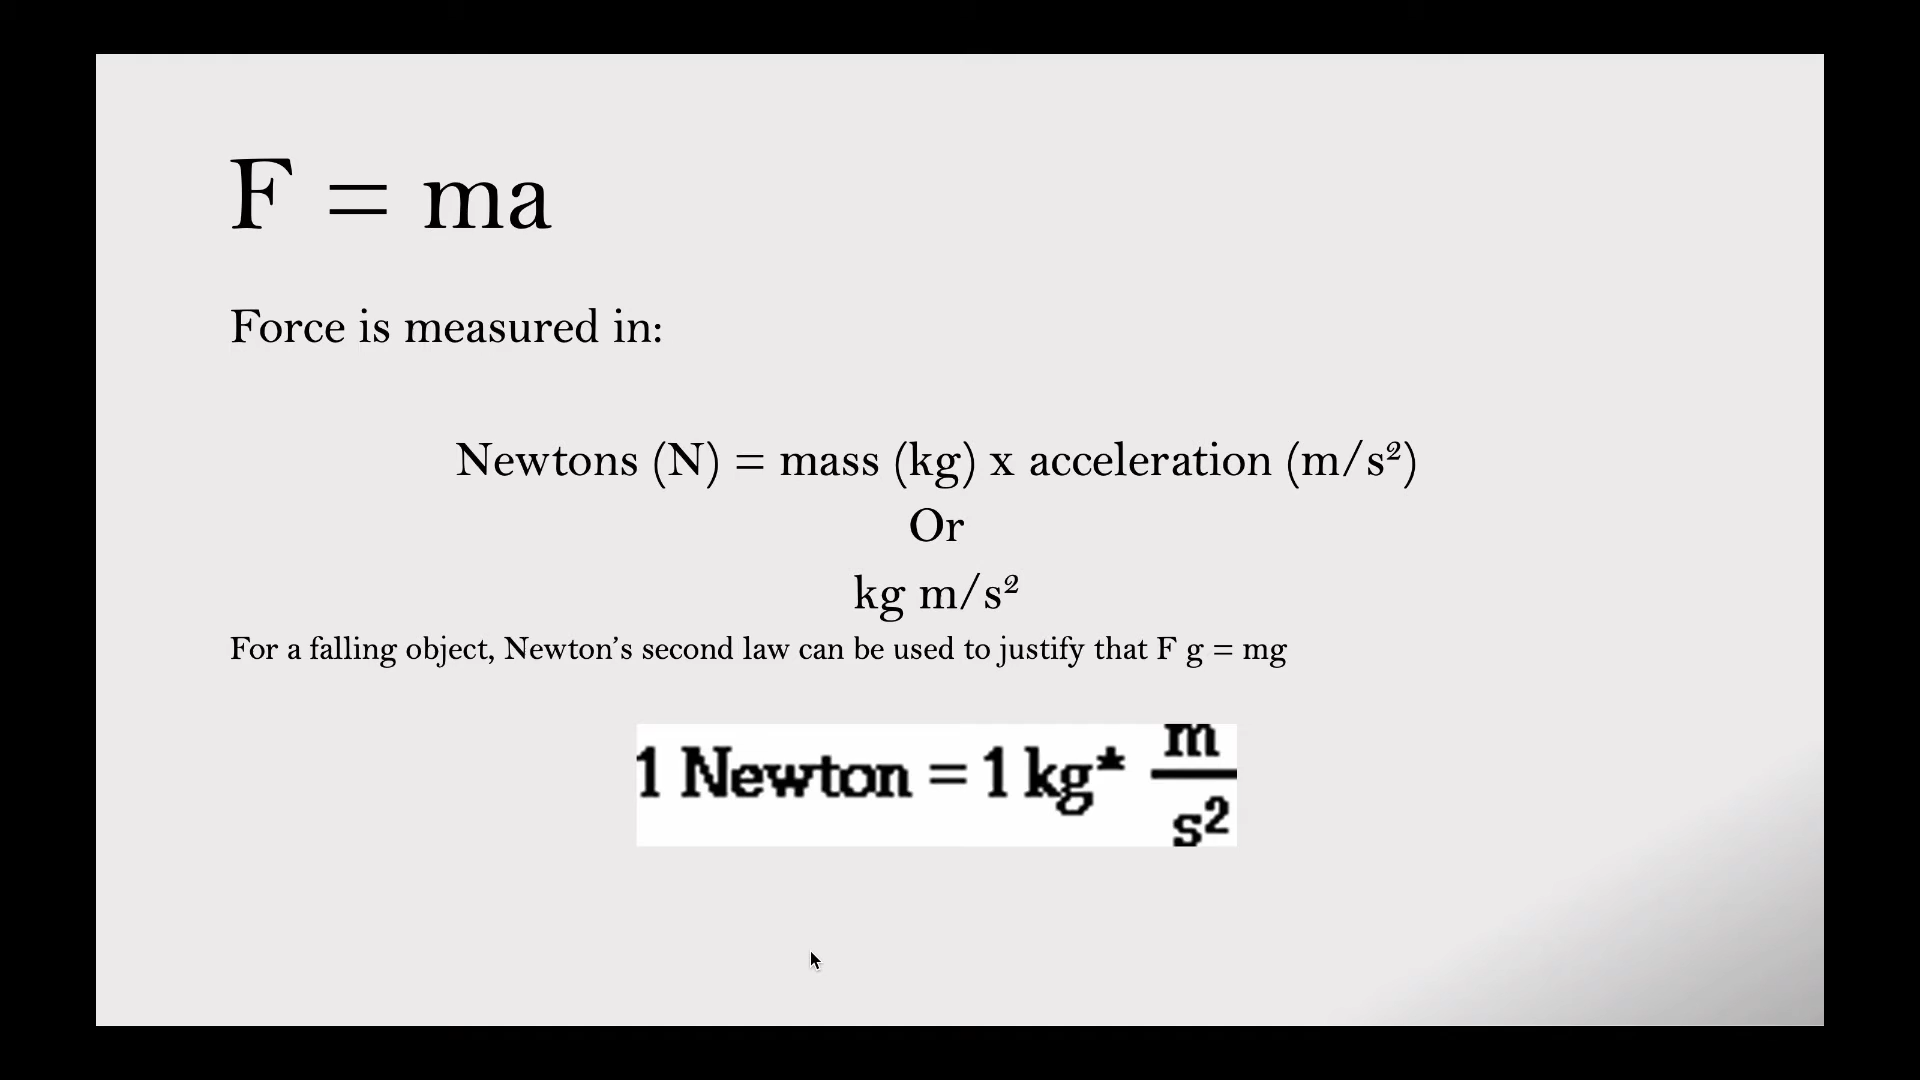 F = ma
Force is measured in:
Newtons (N) = mass (kg) x acceleration (m/s²)
Or
kg m/s²
For a falling object, Newton’s second law can be used to justify that F g = mg
1 Newton = 1 kg* m/s²